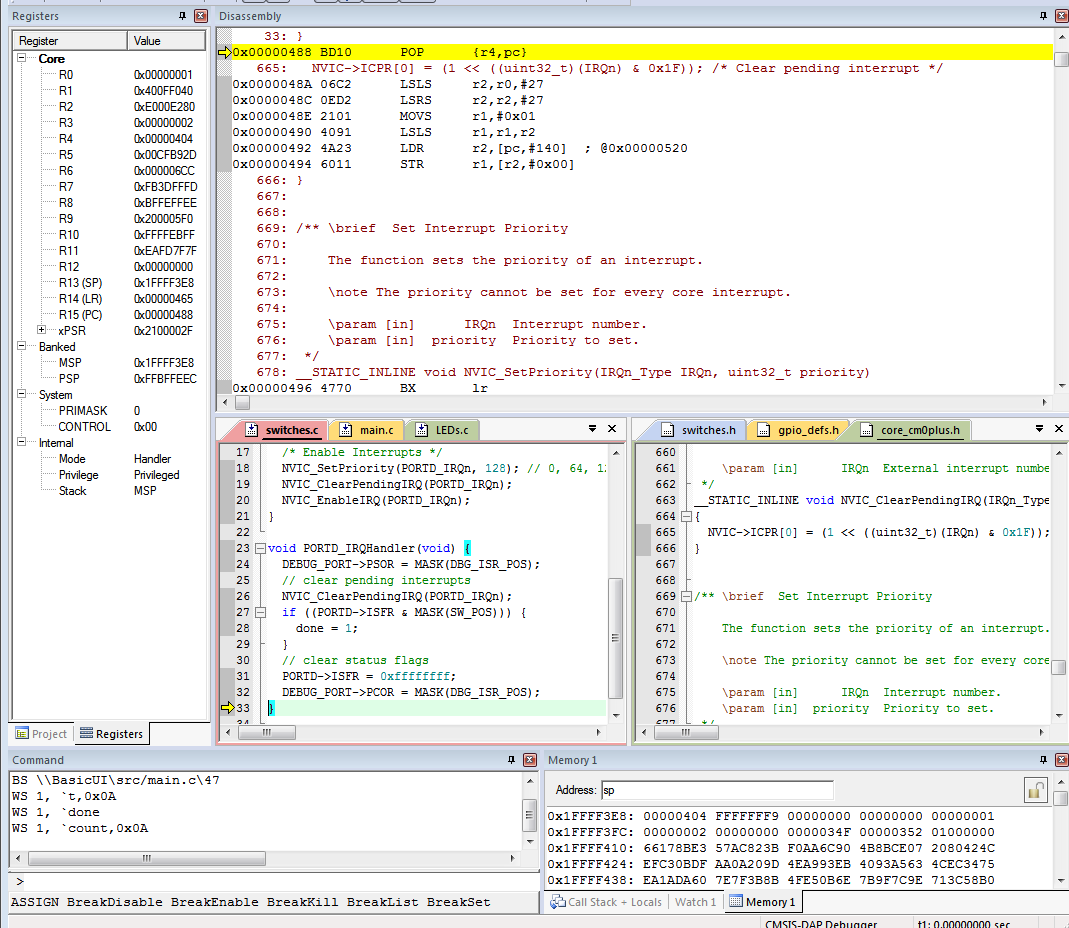 Registers
Register Value
Core
R0 0x00000001
R1 0x400FF040
R2 0xE000E280
R3 0x00000002
R4 0x00000404
R5 0x00CFB92D
R6 0x000006CC
R7 0xFB3DFFFD
R8 0xBFFEFFEE
R9 0x200005F0
R10 0xFFFFEBFF
R11 0xEAFD7F7F
R12 0x00000000
R13 (SP) 0x1FFFF3E8
R14 (LR) 0x00000465
R15 (PC) 0x00000488
xPSR 0x2100002F
Banked
MSP 0x1FFFF3E8
PSP 0xFFBFFEEC
System
PRIMASK 0
CONTROL 0x00
Internal
Mode Handler
Privilege Privileged
Stack MSP
Project Registers
Disassembly
33: }
0x00000488 BD10 POP {r4,pc}
665: NVIC->ICPR[0] = (1 << ((uint32_t)(IRQn) & 0x1F)); /* Clear pending interrupt */
0x0000048A 06C2 LSLS r2,r0,#27
0x0000048C 0ED2 LSRS r2,r2,#27
0x0000048E 2101 MOVS r1,#0x01
0x00000490 4091 LSLS r1,r1,r2
0x00000492 4A23 LDR r2,[pc,#140] ; @0x00000520
0x00000494 6011 STR r1,[r2,#0x00]
666: }
667:
668:
669: /** \brief Set Interrupt Priority
670:
671: The function sets the priority of an interrupt.
672:
673: \note The priority cannot be set for every core interrupt.
674:
675: \param [in] IRQn Interrupt number.
676: \param [in] priority Priority to set.
677: */
678: __STATIC_INLINE void NVIC_SetPriority(IRQn_Type IRQn, uint32_t priority)
0x00000496 4770 BX lr
switches.c main.c LEDs.c
17 /* Enable Interrupts */
18 NVIC_SetPriority(PORTD_IRQn, 128); // 0, 64, 12
19 NVIC_ClearPendingIRQ(PORTD_IRQn);
20 NVIC_EnableIRQ(PORTD_IRQn);
21 }
22
23 void PORTD_IRQHandler(void) {
24 DEBUG_PORT->PSOR = MASK(DBG_ISR_POS);
25 // clear pending interrupts
26 NVIC_ClearPendingIRQ(PORTD_IRQn);
27 if ((PORTD->ISFR & MASK(SW_POS))) {
28 done = 1;
29 }
30 // clear status flags
31 PORTD->ISFR = 0xffffffff;
32 DEBUG_PORT->PCOR = MASK(DBG_ISR_POS);
33 }
34
switches.h gpio_defs.h core_cm0plus.h
660
661 \param [in] IRQn External interrupt numbe
662 */
663 __STATIC_INLINE void NVIC_ClearPendingIRQ(IRQn_Type
664 {
665 NVIC->ICPR[0] = (1 << ((uint32_t)(IRQn) & 0x1F));
666 }
667
668
669 /** \brief Set Interrupt Priority
670
671 The function sets the priority of an interrupt.
672
673 \note The priority cannot be set for every core
674
675 \param [in] IRQn Interrupt number.
676 \param [in] priority Priority to set.
677 */
Command
BS \\BasicUI\src/main.c\47
WS 1, `t,0x0A
WS 1, `done
WS 1, `count,0x0A
>
ASSIGN BreakDisable BreakEnable BreakKill BreakList BreakSet
Memory 1
Address: sp
0x1FFFF3E8: 00000404 FFFFFFF9 00000000 00000000 00000001
0x1FFFF3FC: 00000002 00000000 0000034F 00000352 01000000
0x1FFFF410: 66178BE3 57AC823B F0AA6C90 4B8BCE07 2080424C
0x1FFFF424: EFC30BDF AA0A209D 4EA993EB 4093A563 4CEC3475
0x1FFFF438: EA1ADA60 7E7F3B8B 4FE50B6E 7B9F7C9E 713C58B0
Call Stack + Locals Watch 1 Memory 1
CMSIS-DAP Debugger t1: 0.00000000 sec